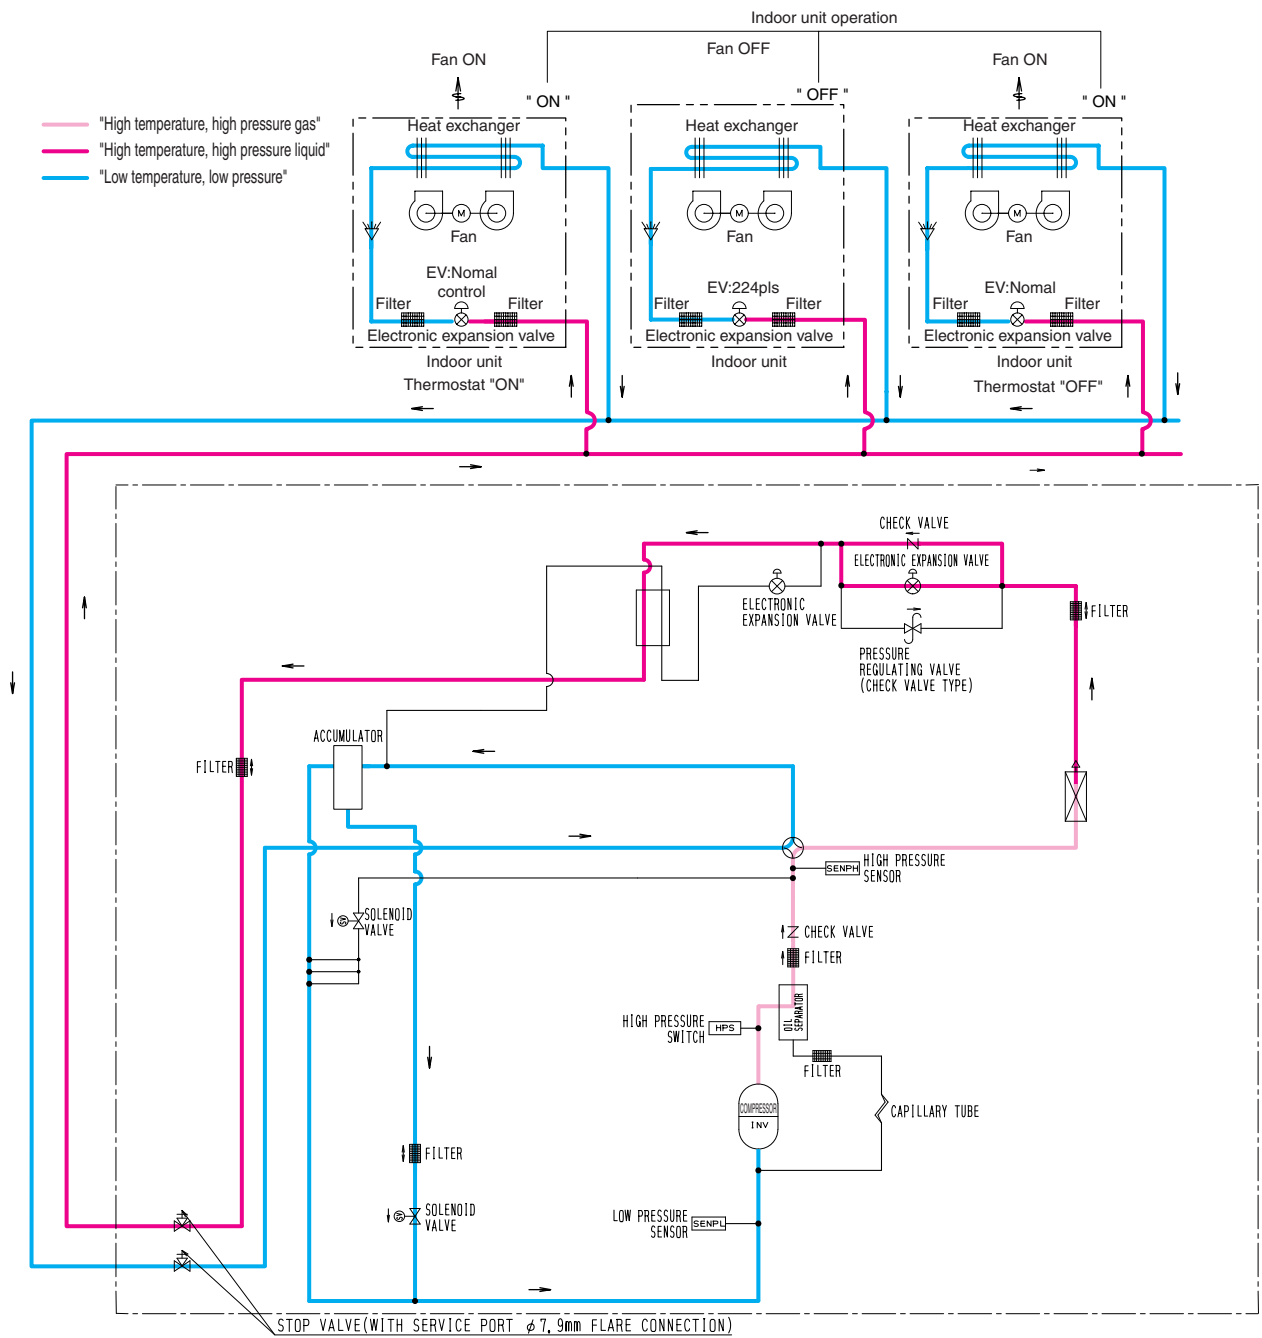 Indoor unit operation
Fan OFF
Fan ON
Fan ON
" ON "
" OFF "
" ON "
"High temperature, high pressure gas"
"High temperature, high pressure liquid"
"Low temperature, low pressure"
Heat exchanger
Heat exchanger
Heat exchanger
M
M
M
Fan
Fan
Fan
EV:Nomal
control
EV:224pls
EV:Nomal
Filter
Filter
Filter
Filter
Filter
Filter
Electronic expansion valve
Electronic expansion valve
Electronic expansion valve
Indoor unit
Indoor unit
Indoor unit
Thermostat "ON"
Thermostat "OFF"
CHECK VALVE
ELECTRONIC EXPANSION VALVE
ELECTRONIC
EXPANSION VALVE
FILTER
PRESSURE
REGULATING VALVE
(CHECK VALVE TYPE)
ACCUMULATOR
FILTER
SENPH
HIGH PRESSURE
SENSOR
SV
SOLENOID
VALVE
CHECK VALVE
FILTER
OIL
SEPARATOR
HIGH PRESSURE
SWITCH
HPS
FILTER
COMPRESSOR
INV
CAPILLARY TUBE
FILTER
SV
SOLENOID
VALVE
LOW PRESSURE
SENSOR
SENPL
STOP VALVE(WITH SERVICE PORT φ7,9mm FLARE CONNECTION)